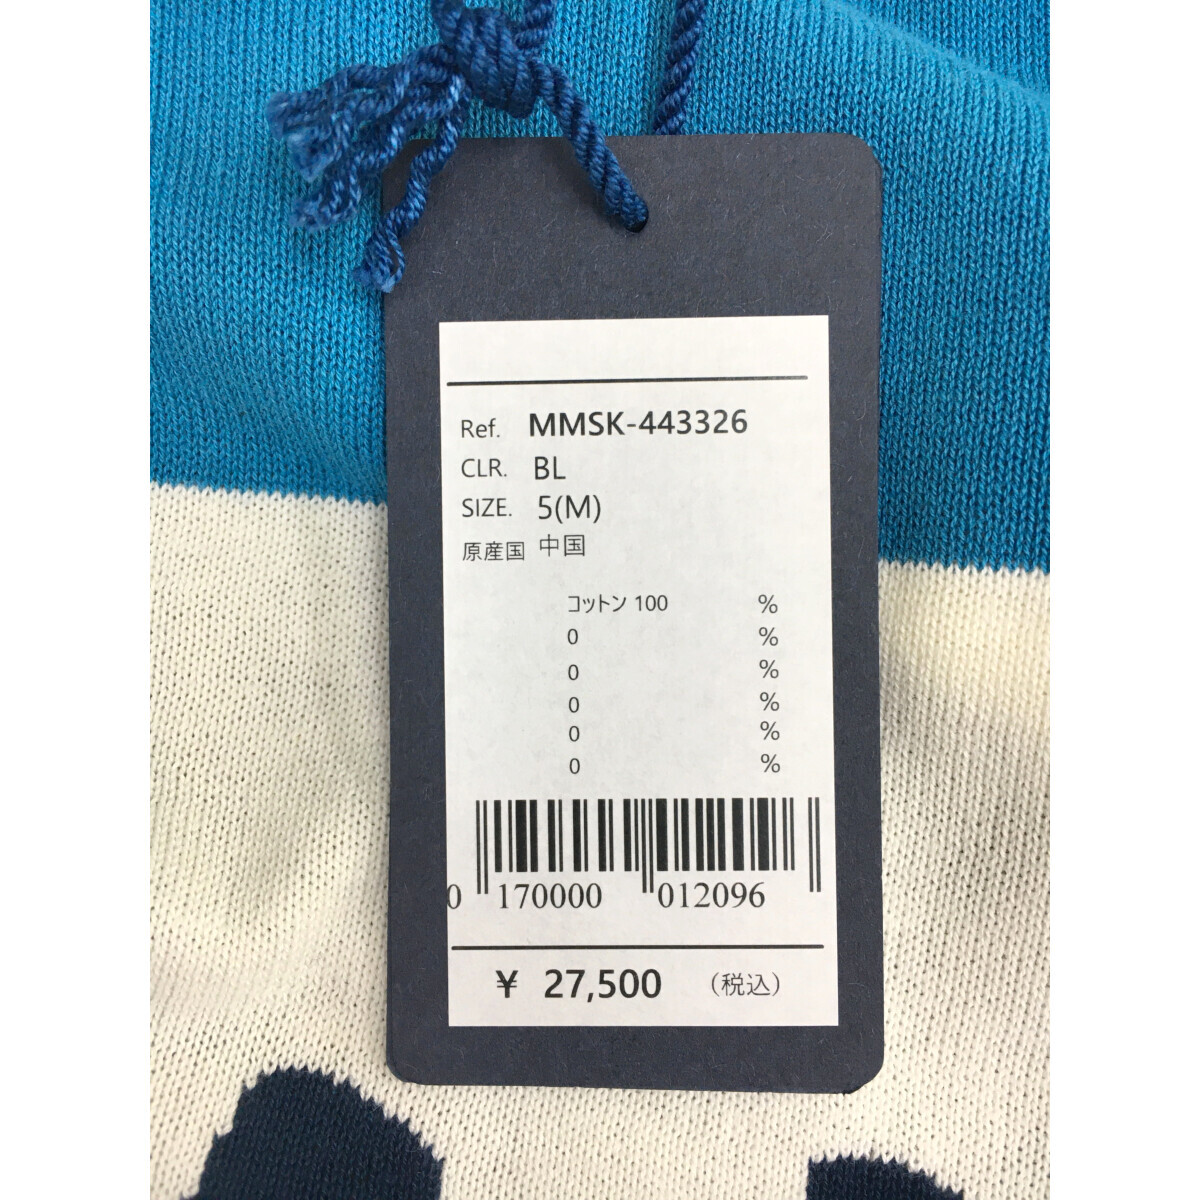 Ref. MMSK-443326
CLR. BL
SIZE. 5(M)
原産国 中国
コットン 100 %
0 %
0 %
0 %
0 %
0 %
0 170000 012096
¥ 27,500 (税込)